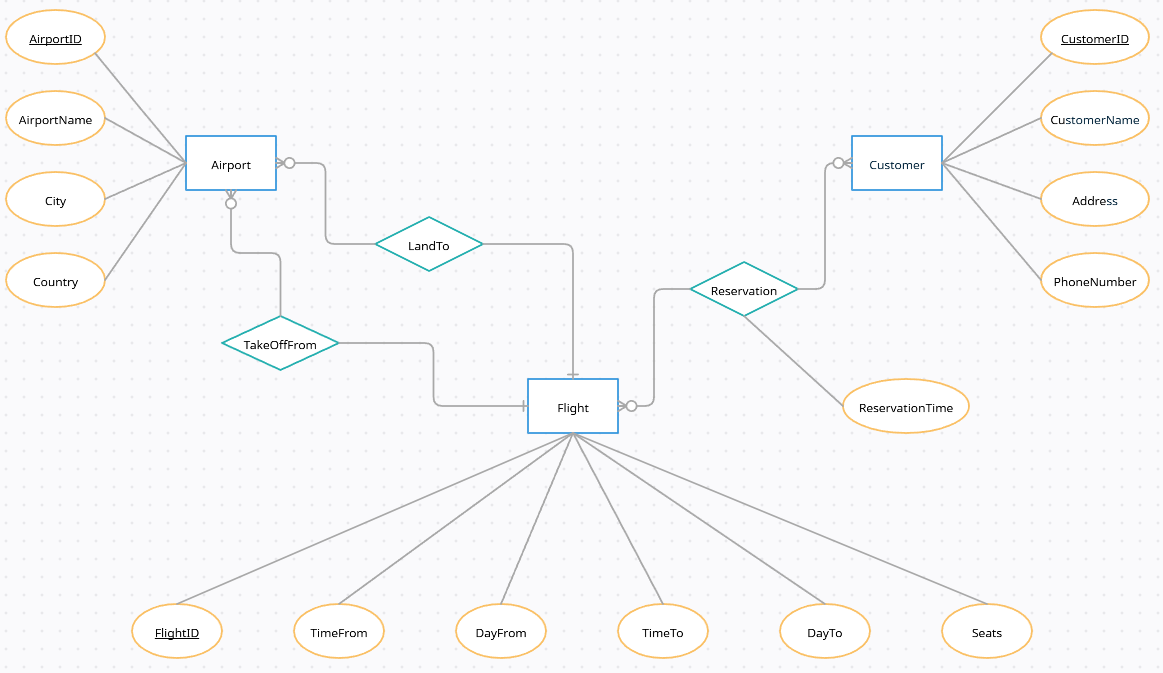 AirportID
CustomerID
AirportName
CustomerName
Airport
Customer
City
Address
LandTo
Country
PhoneNumber
Reservation
TakeOffFrom
Flight
ReservationTime
FlightID
TimeFrom
DayFrom
TimeTo
DayTo
Seats